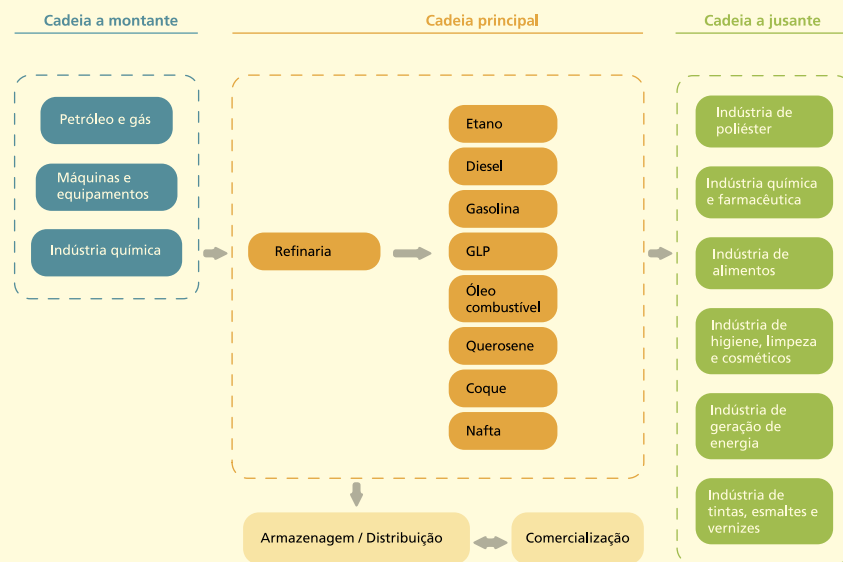 Cadeia a montante
Cadeia principal
Cadeia a jusante
Petróleo e gás
Máquinas e
equipamentos
Indústria química
Refinaria
Etano
Diesel
Gasolina
GLP
Óleo
combustível
Querosene
Coque
Nafta
Indústria de
poliéster
Indústria química
e farmacêutica
Indústria de
alimentos
Indústria de
higiene, limpeza
e cosméticos
Indústria de
geração de
energia
Indústria de
tintas, esmaltes e
vernizes
Armazenagem / Distribuição
Comercialização